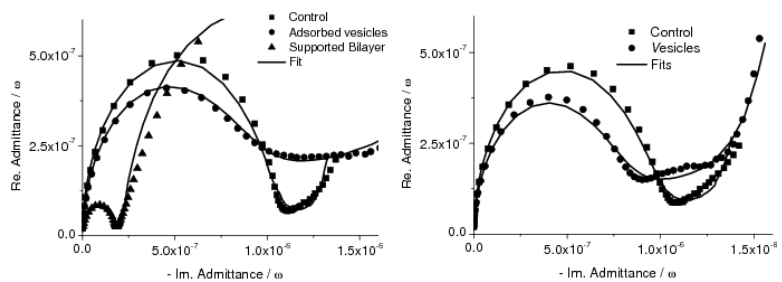 Control
Adsorbed vesicles
Supported Bilayer
Fit
Re. Admittance / ω
5.0x10⁻⁷
2.5x10⁻⁷
0.0
0.0
5.0x10⁻⁷
1.0x10⁻⁶
1.5x10⁻⁶
- Im. Admittance / ω
Control
Vesicles
Fits
Re. Admittance / ω
5.0x10⁻⁷
2.5x10⁻⁷
0.0
0.0
5.0x10⁻⁷
1.0x10⁻⁶
1.5x10⁻⁶
- Im. Admittance / ω